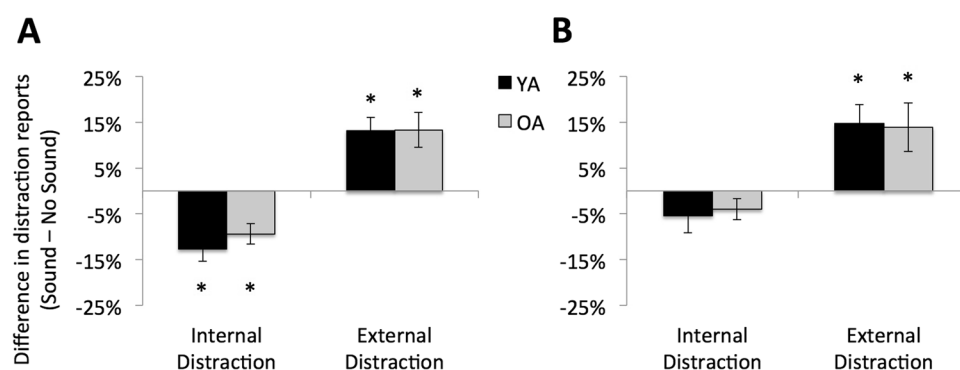 A
B
Difference in distraction reports
(Sound – No Sound)
25%
15%
5%
-5%
-15%
-25%
* *
* *
Internal
Distraction
External
Distraction
YA
OA
25%
15%
5%
-5%
-15%
-25%
* *
Internal
Distraction
External
Distraction